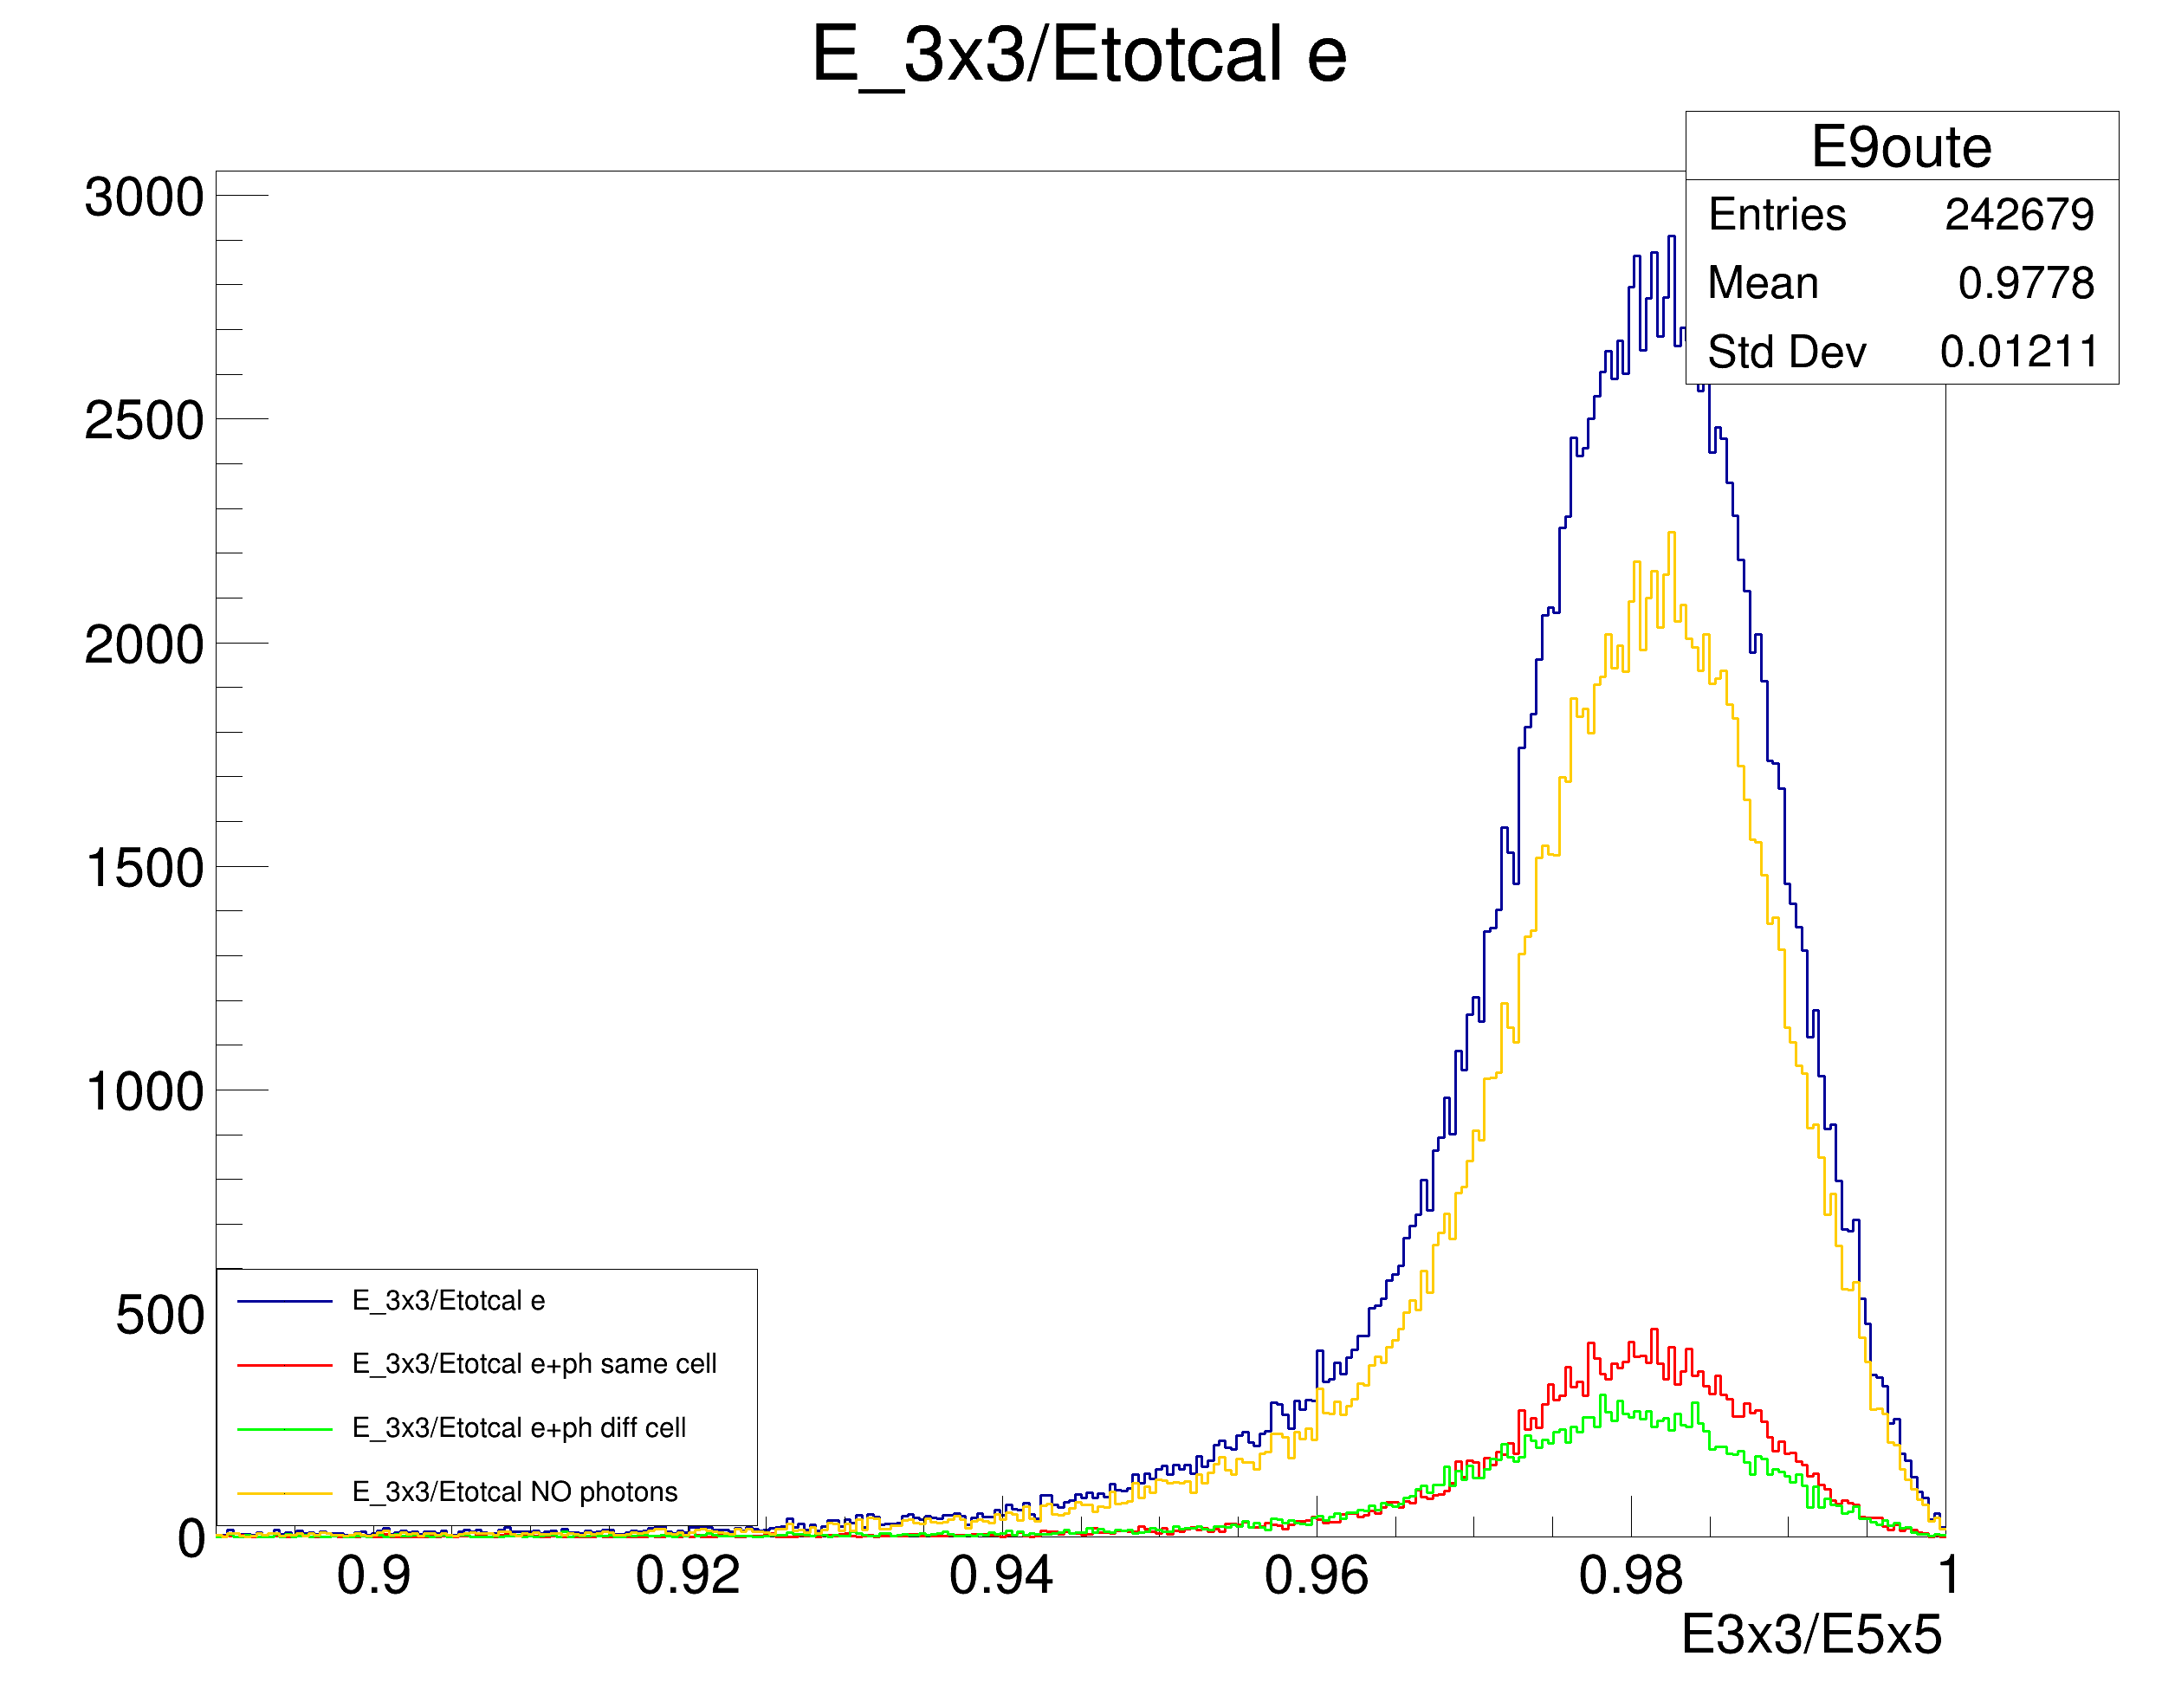 E_3x3/Etotcal e
E9oute
Entries 242679
Mean 0.9778
Std Dev 0.01211
3000
2500
2000
1500
1000
500
0
E_3x3/Etotcal e
E_3x3/Etotcal e+ph same cell
E_3x3/Etotcal e+ph diff cell
E_3x3/Etotcal NO photons
0.9 0.92 0.94 0.96 0.98 1
E3x3/E5x5